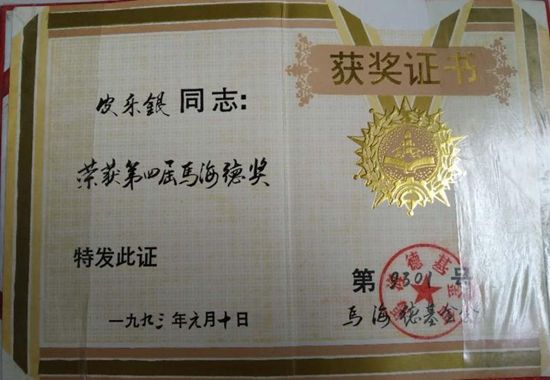 获奖证书
安乐银同志:
荣获第四届马海德奖
特发此证
第9301号
马海德基金会
一九九三年元月十日